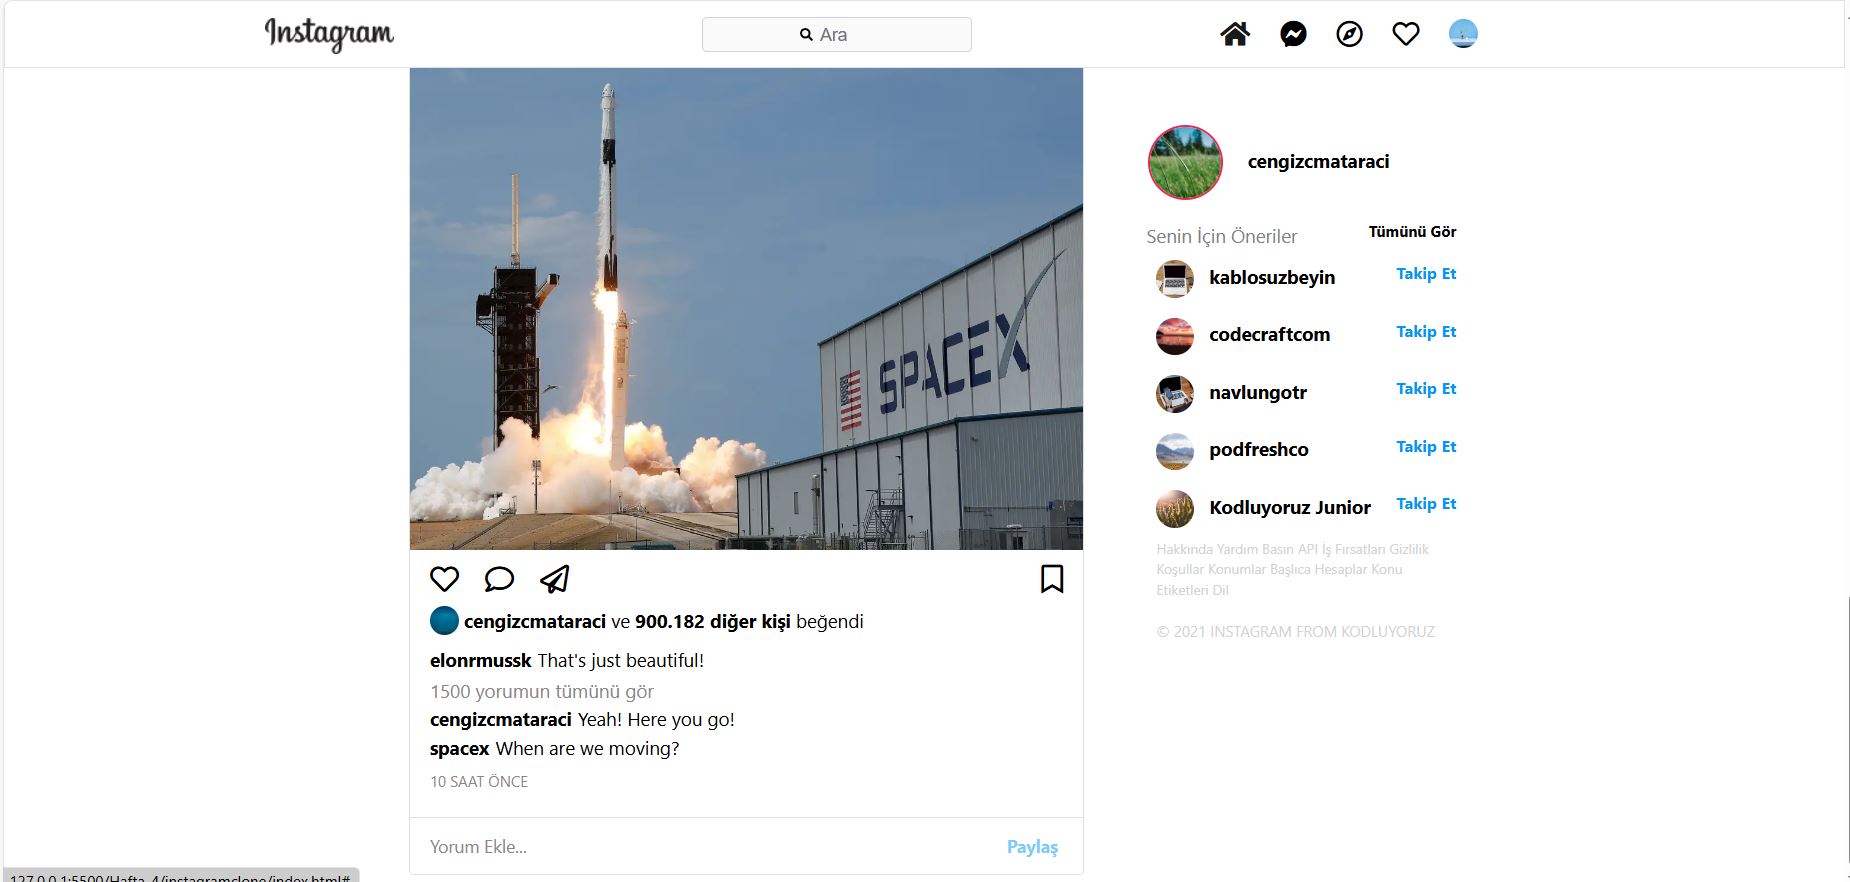 Instagram
Ara
SPACEX
cengizcmataraci
Senin İçin Öneriler
Tümünü Gör
kablosuzbeyin
Takip Et
codecraftcom
Takip Et
navlungotr
Takip Et
podfreshco
Takip Et
Kodluyoruz Junior
Takip Et
Hakkında Yardım Basın API İş Fırsatları Gizlilik
Koşullar Konumlar Başlıca Hesaplar Konu
Etiketleri Dil
© 2021 INSTAGRAM FROM KODLUYORUZ
cengizcmataraci ve 900.182 diğer kişi beğendi
elonrmussk That's just beautiful!
1500 yorumun tümünü gör
cengizcmataraci Yeah! Here you go!
spacex When are we moving?
10 SAAT ÖNCE
Yorum Ekle...
Paylaş
127.0.0.1:5500/Hafta_4/instagramclone/index.html#